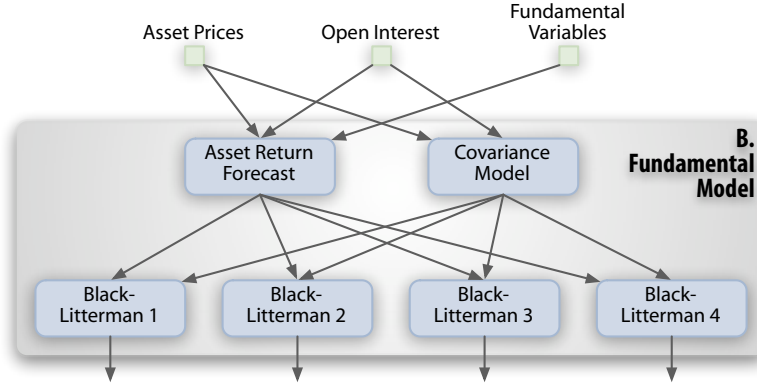 Asset Prices
Open Interest
Fundamental
Variables
B.
Fundamental
Model
Asset Return
Forecast
Covariance
Model
Black-
Litterman 1
Black-
Litterman 2
Black-
Litterman 3
Black-
Litterman 4